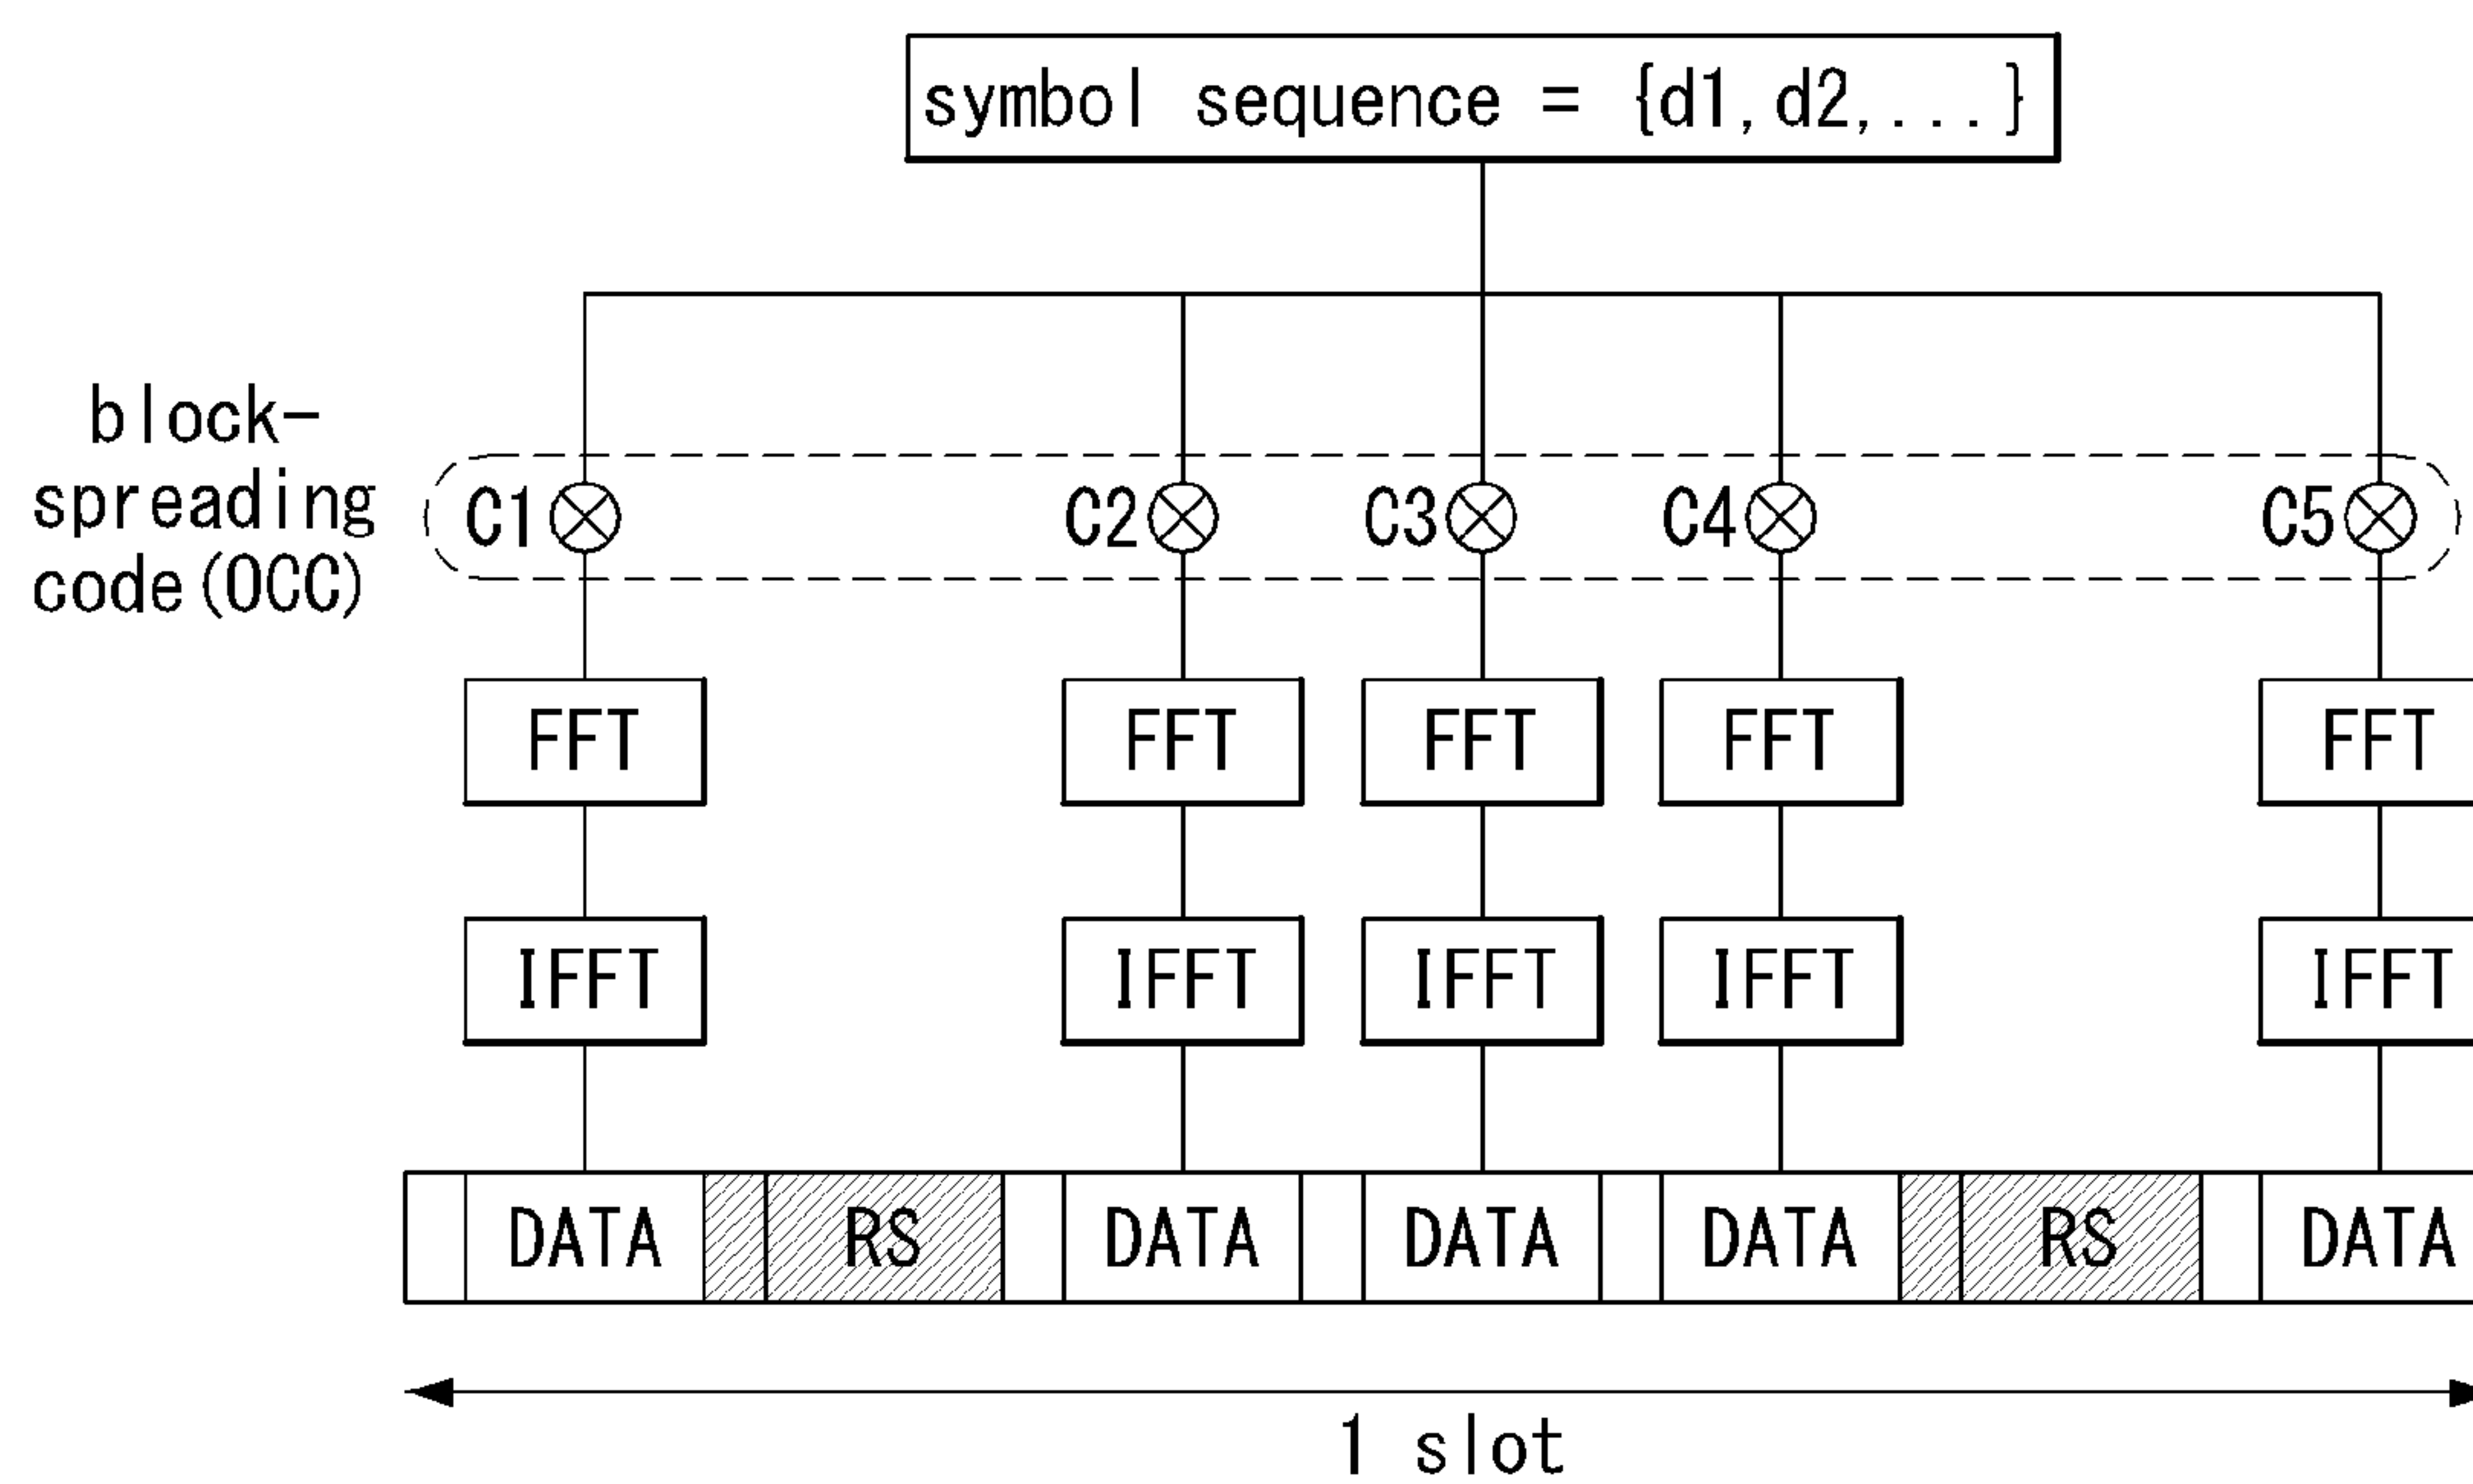 symbol sequence = {d1, d2, ... }
block-
spreading
code(OCC)
C1 C2 C3 C4 C5
FFT FFT FFT FFT FFT
IFFT IFFT IFFT IFFT IFFT
DATA RS DATA DATA DATA RS DATA
1 slot